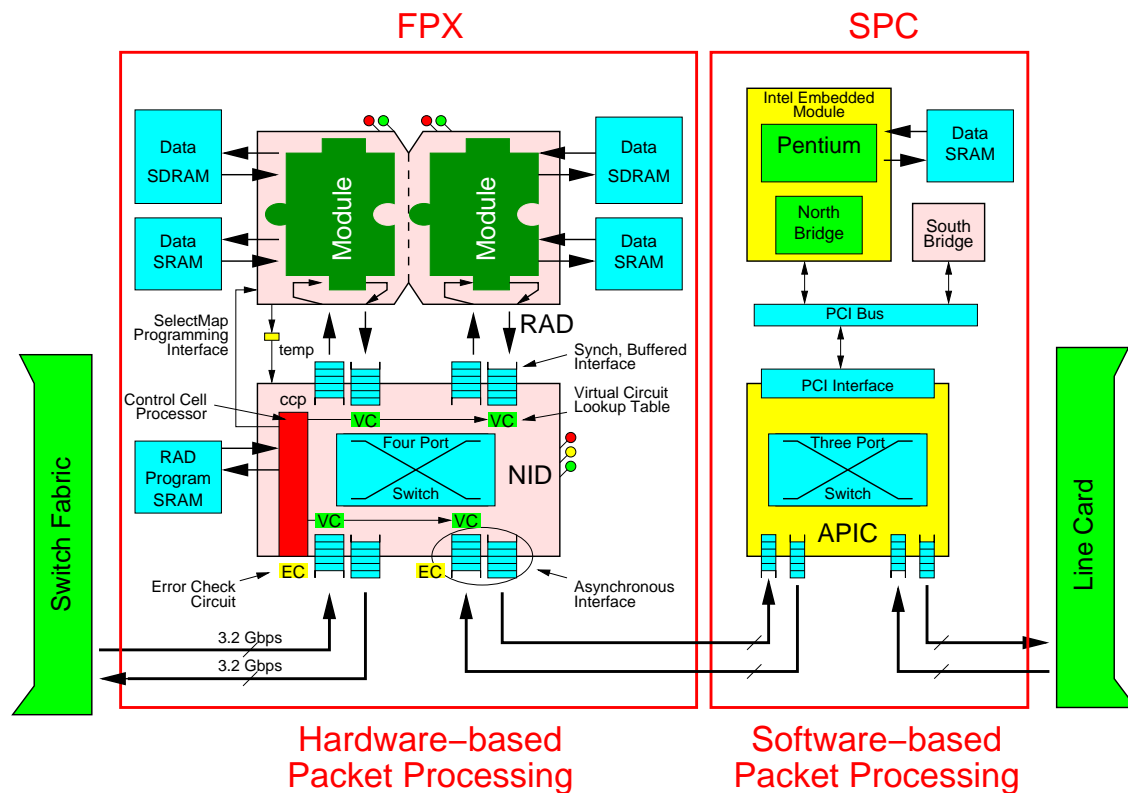 FPX
SPC
Data
SDRAM
Data
SRAM
Module
Module
Data
SDRAM
Data
SRAM
Intel Embedded
Module
Pentium
North
Bridge
Data
SRAM
South
Bridge
PCI Bus
PCI Interface
SelectMap
Programming
Interface
temp
RAD
Synch, Buffered
Interface
Control Cell
Processor
ccp
VC
VC
Virtual Circuit
Lookup Table
RAD
Program
SRAM
Four Port
Switch
NID
VC
VC
Three Port
Switch
APIC
Error Check
Circuit
EC
EC
Asynchronous
Interface
3.2 Gbps
3.2 Gbps
Switch Fabric
Line Card
Hardware−based
Packet Processing
Software−based
Packet Processing